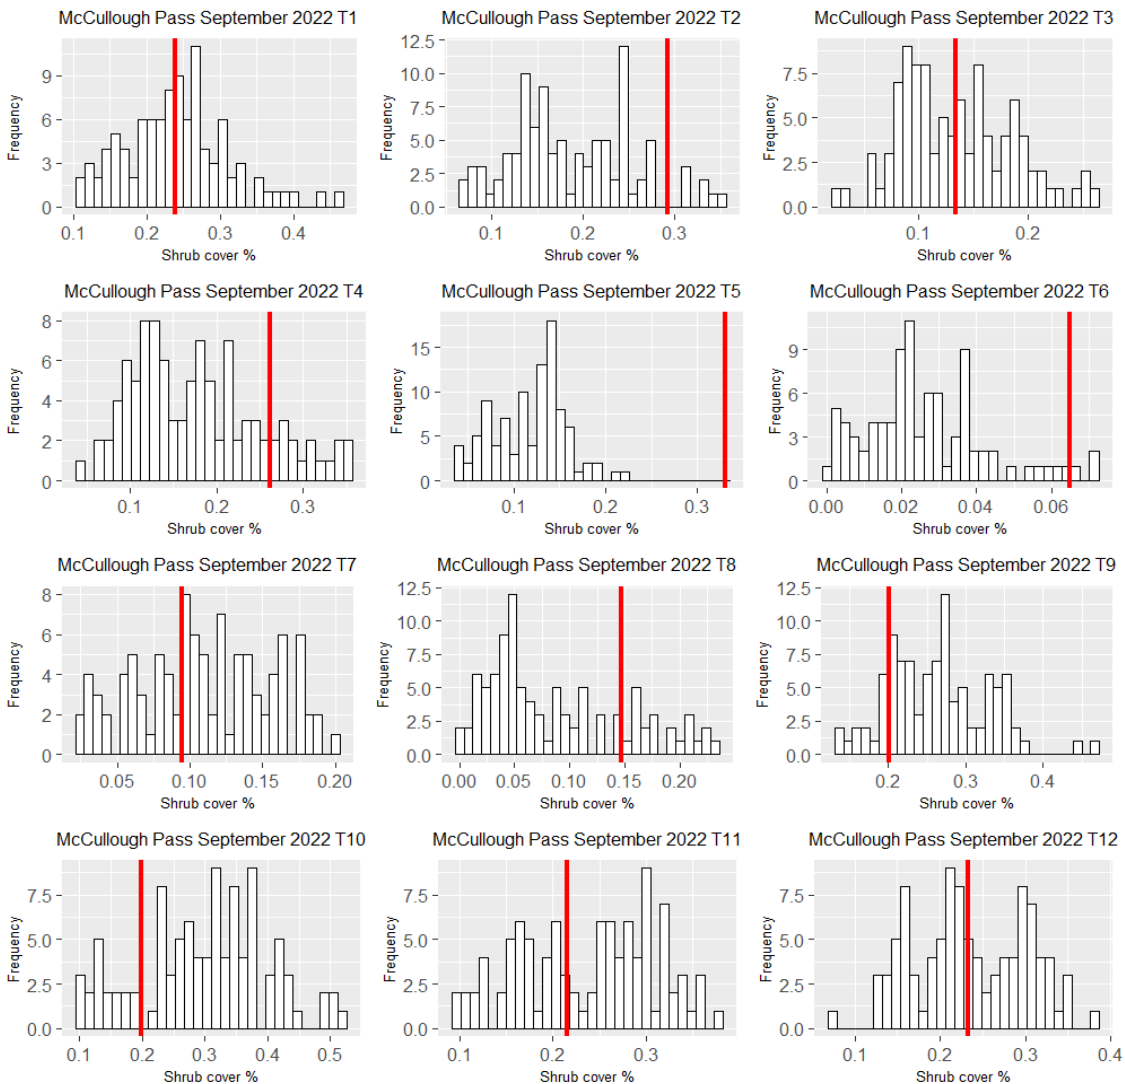 McCullough Pass September 2022 T1
Frequency
9
6
3
0
0.1 0.2 0.3 0.4
Shrub cover %
McCullough Pass September 2022 T2
Frequency
12.5
10.0
7.5
5.0
2.5
0.0
0.1 0.2 0.3
Shrub cover %
McCullough Pass September 2022 T3
Frequency
7.5
5.0
2.5
0.0
0.1 0.2
Shrub cover %
McCullough Pass September 2022 T4
Frequency
8
6
4
2
0
0.1 0.2 0.3
Shrub cover %
McCullough Pass September 2022 T5
Frequency
15
10
5
0
0.1 0.2 0.3
Shrub cover %
McCullough Pass September 2022 T6
Frequency
9
6
3
0
0.00 0.02 0.04 0.06
Shrub cover %
McCullough Pass September 2022 T7
Frequency
8
6
4
2
0
0.05 0.10 0.15 0.20
Shrub cover %
McCullough Pass September 2022 T8
Frequency
12.5
10.0
7.5
5.0
2.5
0.0
0.00 0.05 0.10 0.15 0.20
Shrub cover %
McCullough Pass September 2022 T9
Frequency
12.5
10.0
7.5
5.0
2.5
0.0
0.2 0.3 0.4
Shrub cover %
McCullough Pass September 2022 T10
Frequency
7.5
5.0
2.5
0.0
0.1 0.2 0.3 0.4 0.5
Shrub cover %
McCullough Pass September 2022 T11
Frequency
7.5
5.0
2.5
0.0
0.1 0.2 0.3
Shrub cover %
McCullough Pass September 2022 T12
Frequency
7.5
5.0
2.5
0.0
0.1 0.2 0.3 0.4
Shrub cover %